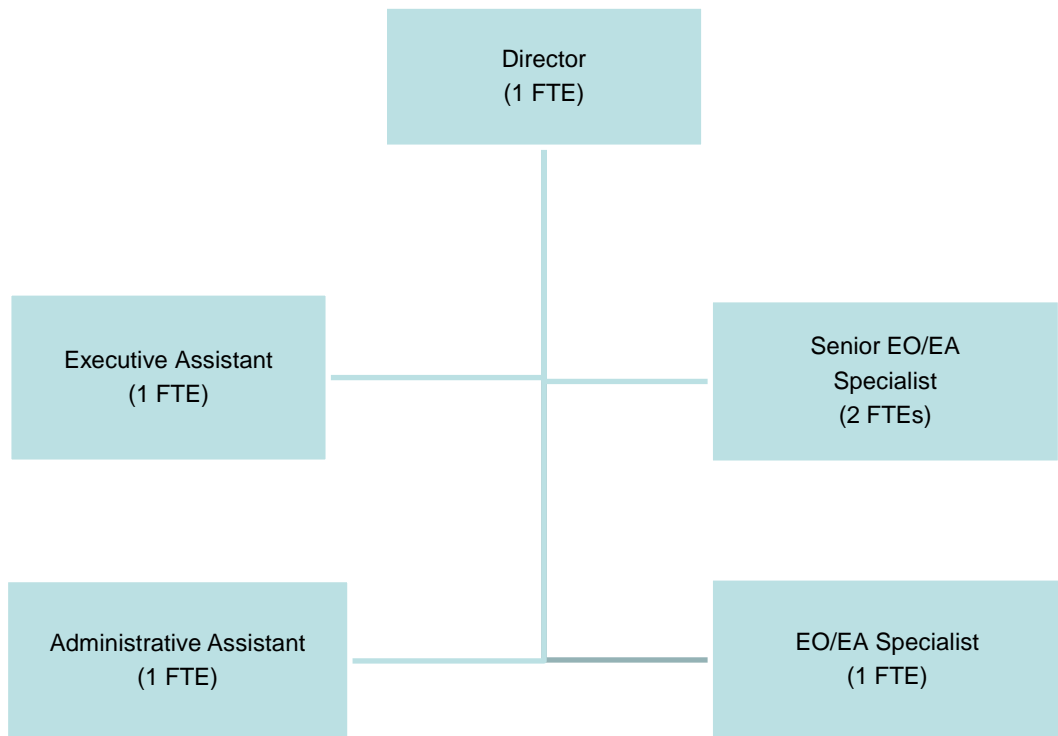 Director
(1 FTE)
Executive Assistant
(1 FTE)
Senior EO/EA
Specialist
(2 FTEs)
Administrative Assistant
(1 FTE)
EO/EA Specialist
(1 FTE)